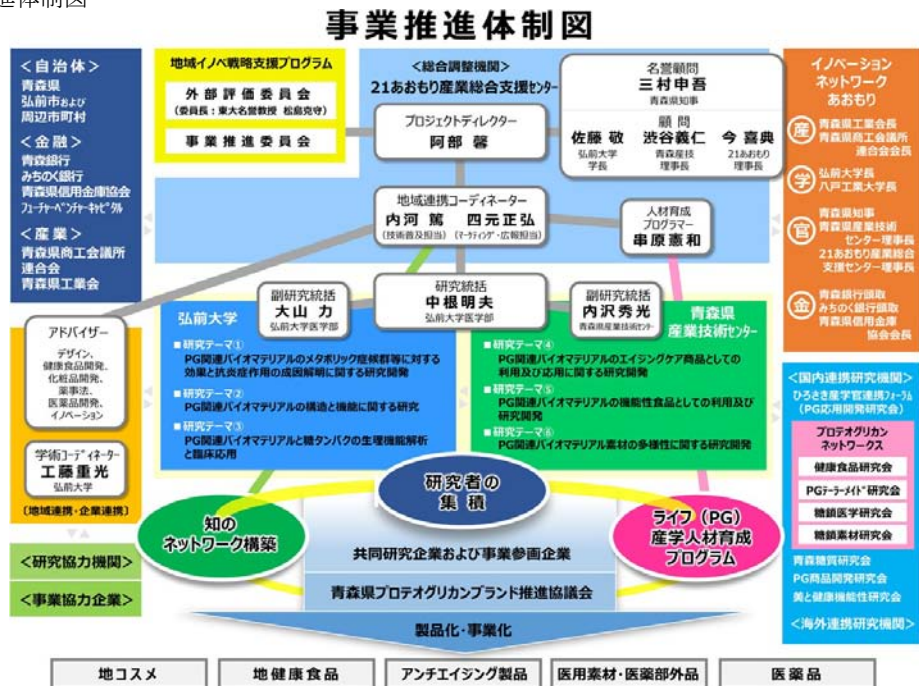 進体制図
事業推進体制図
＜自治体＞
青森県
弘前市および
周辺市町村
＜金融＞
青森銀行
みちのく銀行
青森県信用金庫協会
フューチャーベンチャーキャピタル
＜産業＞
青森県商工会議所
連合会
青森県工業会
地域イノベ戦略支援プログラム
外部評価委員会
（委員長：東大名誉教授 松島克守）
事業推進委員会
＜総合調整機関＞
21あおもり産業総合支援センター
プロジェクトディレクター
阿部 馨
名誉顧問
三村申吾
青森県知事
顧 問
佐藤 敬 渋谷義仁 今 喜典
弘前大学 青森産技 21あおもり
学長 理事長 理事長
イノベーション
ネットワーク
あおもり
産 青森県工業会長
青森県商工会議所
連合会会長
学 弘前大学長
八戸工業大学長
官 青森県知事
青森県産業技術
センター理事長
21あおもり産業総合
支援センター理事長
金 青森銀行頭取
みちのく銀行頭取
青森県信用金庫
協会会長
地域連携コーディネーター
内河 篤 四元正弘
（技術普及担当） （マーケティング・広報担当）
人材育成
プログラマー
串原憲和
研究統括
中根明夫
弘前大学医学部
副研究統括
大山 力
弘前大学医学部
副研究統括
内沢秀光
青森県産業技術センター
弘前大学
■研究テーマ①
PG関連バイオマテリアルのメタボリック症候群等に対する
効果と抗炎症作用の成因解明に関する研究開発
■研究テーマ②
PG関連バイオマテリアルの構造と機能に関する研究
■研究テーマ③
PG関連バイオマテリアルと糖タンパクの生理機能解析
と臨床応用
青森県
産業技術センター
■研究テーマ④
PG関連バイオマテリアルのエイジングケア商品としての
利用及び応用に関する研究開発
■研究テーマ⑤
PG関連バイオマテリアルの機能性食品としての利用及び
研究開発
■研究テーマ⑥
PG関連バイオマテリアル素材の多様性に関する研究開発
アドバイザー
デザイン、
健康食品開発、
化粧品開発、
薬事法、
医薬品開発、
イノベーション
学術コーディネーター
工藤重光
弘前大学
（地域連携・企業連携）
＜研究協力機関＞
＜事業協力企業＞
＜国内連携研究機関＞
ひろさき産学官連携フォーラム
（PG応用開発研究会）
プロテオグリカン
ネットワークス
健康食品研究会
PGテーラーメイド研究会
糖鎖医学研究会
糖鎖素材研究会
青森糖質研究会
PG商品開発研究会
美と健康機能性研究会
＜海外連携研究機関＞
研究者の
集積
知の
ネットワーク構築
ライフ（PG）
産学人材育成
プログラム
共同研究企業および事業参画企業
青森県プロテオグリカンブランド推進協議会
製品化・事業化
地コスメ
地健康食品
アンチエイジング製品
医用素材・医薬部外品
医薬品